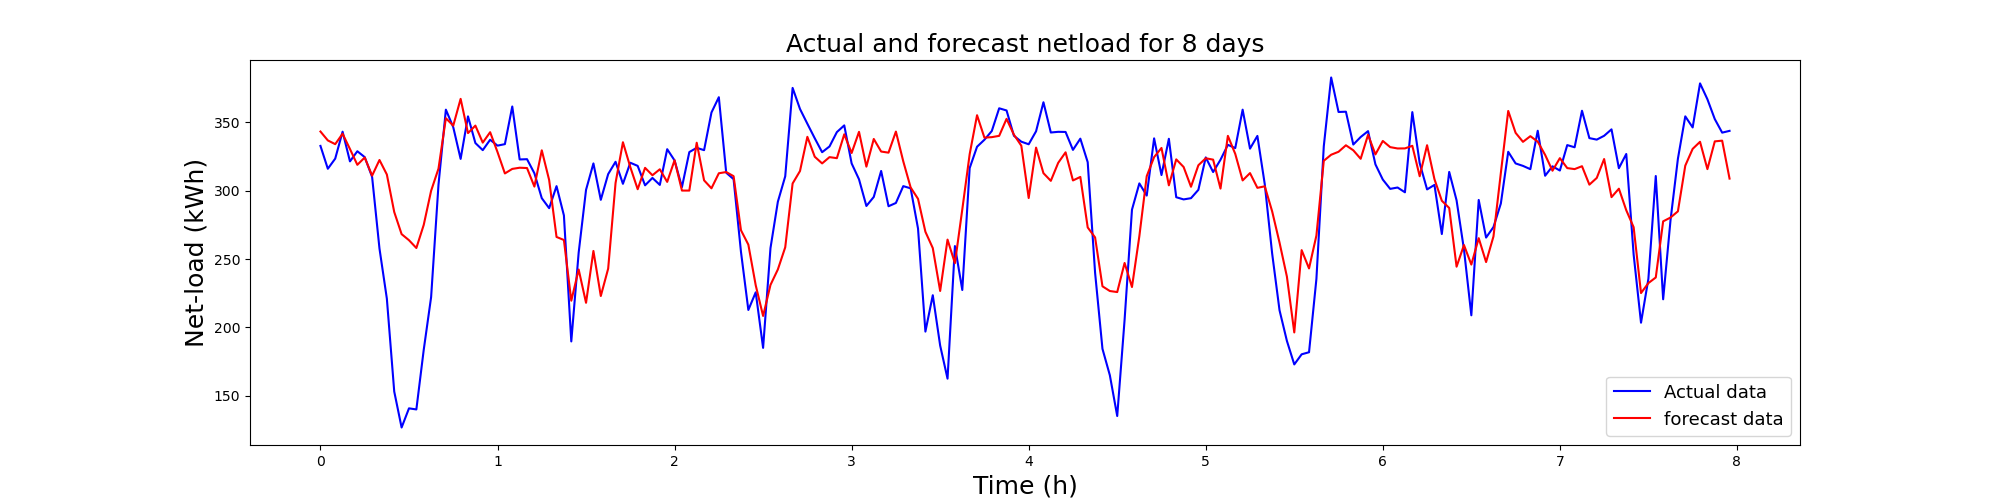 Actual and forecast netload for 8 days
Net-load (kWh)
350
300
250
200
150
0 1 2 3 4 5 6 7 8
Time (h)
Actual data
forecast data